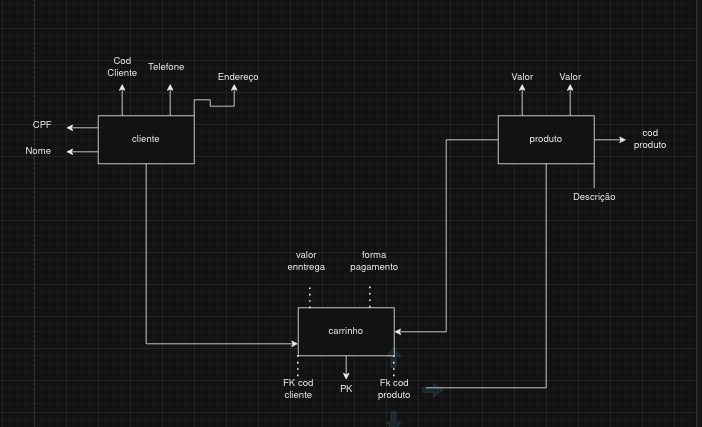 Cod
Cliente
Telefone
Endereço
CPF
cliente
Nome
Valor
Valor
produto
cod
produto
Descrição
valor
enntrega
forma
pagamento
carrinho
FK cod
cliente
PK
Fk cod
produto